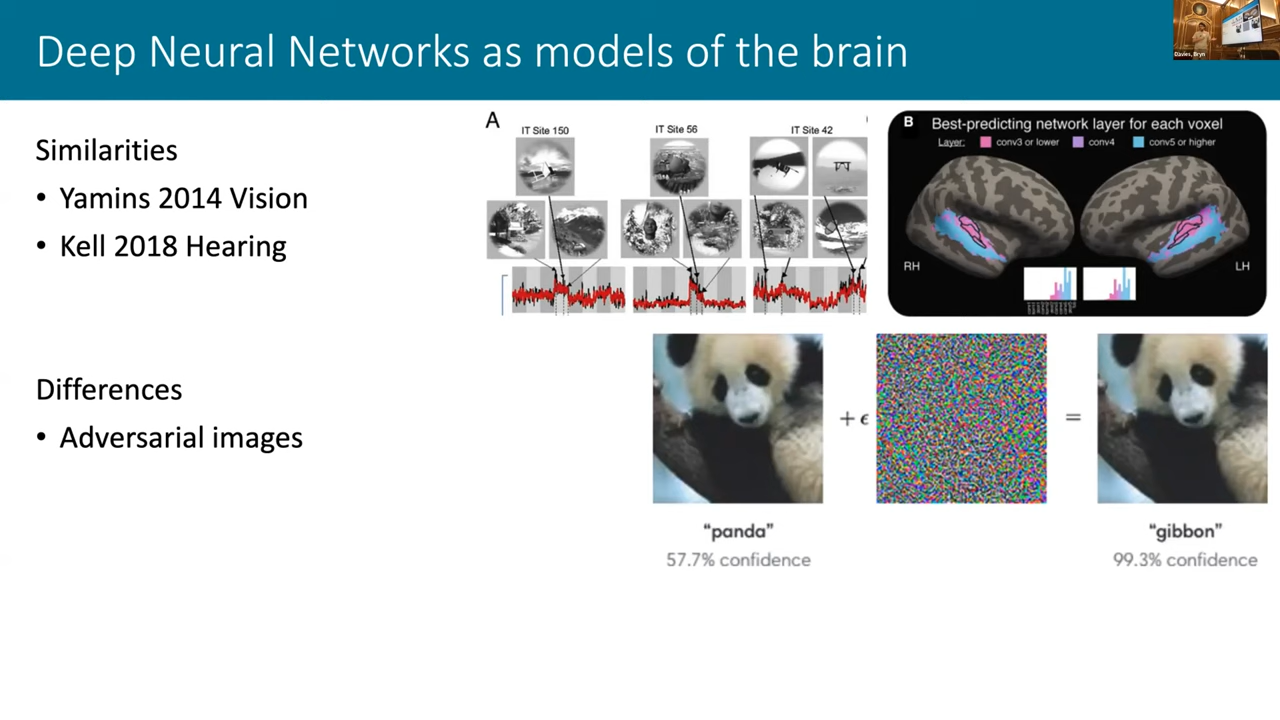 Deep Neural Networks as models of the brain
Davies, Bryn
Similarities
• Yamins 2014 Vision
• Kell 2018 Hearing
A
IT Site 150
IT Site 56
IT Site 42
B
Best-predicting network layer for each voxel
Layer: conv3 or lower conv4 conv5 or higher
RH
LH
Differences
• Adversarial images
+ ϵ
=
“panda”
57.7% confidence
“gibbon”
99.3% confidence